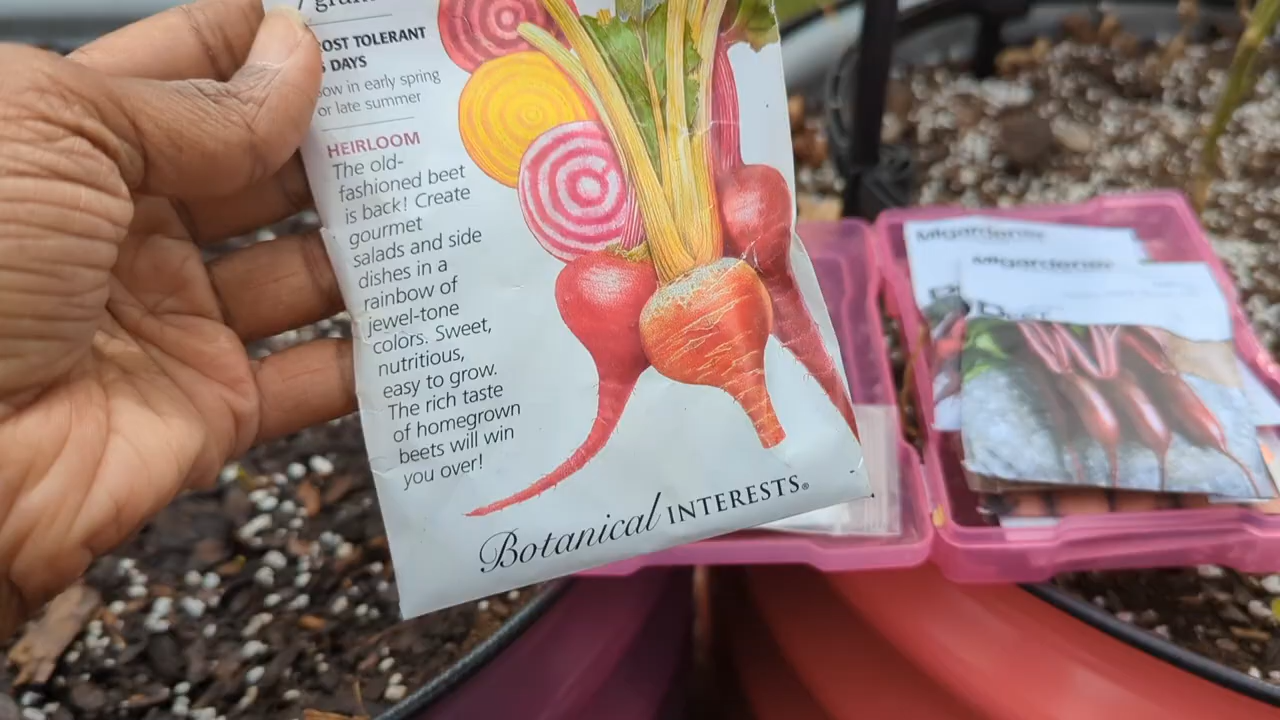 OST TOLERANT
DAYS
ow in early spring
or late summer
HEIRLOOM
The old-
fashioned beet
is back! Create
gourmet
salads and side
dishes in a
rainbow of
jewel-tone
colors. Sweet,
nutritious,
easy to grow.
The rich taste
of homegrown
beets will win
you over!
Botanical INTERESTS®
MIgardener
MIgardener